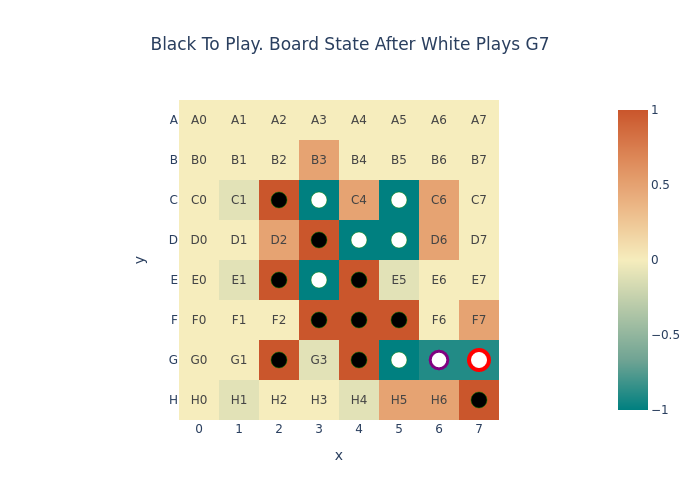 Black To Play. Board State After White Plays G7
A A0 A1 A2 A3 A4 A5 A6 A7 1
B B0 B1 B2 B3 B4 B5 B6 B7
C C0 C1 C4 C6 C7 0.5
D D0 D1 D2 D6 D7
y E E0 E1 E5 E6 E7 0
F F0 F1 F2 F6 F7 −0.5
G G0 G1 G3
H H0 H1 H2 H3 H4 H5 H6 −1
0 1 2 3 4 5 6 7
x